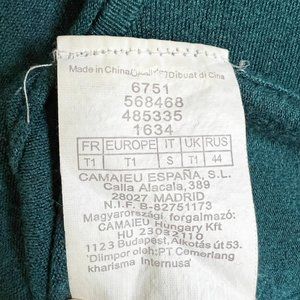 Made in China/ /Dibuat di Cina
6751
568468
485335
1634
FR EUROPE IT UK RUS
T1 T1 S T1 44
CAMAIEU ESPAÑA, S.L.
Calla Alacala,389
28027 MADRID
N.I.F. B-82751173
Magyarországi forgalmazó:
CAMAIEU Hungary Kft
HU 23032110
1123 Budapest, Alkotás út 53.
'Diimpor oleh:PT Cemerlang
kharisma Internusa'